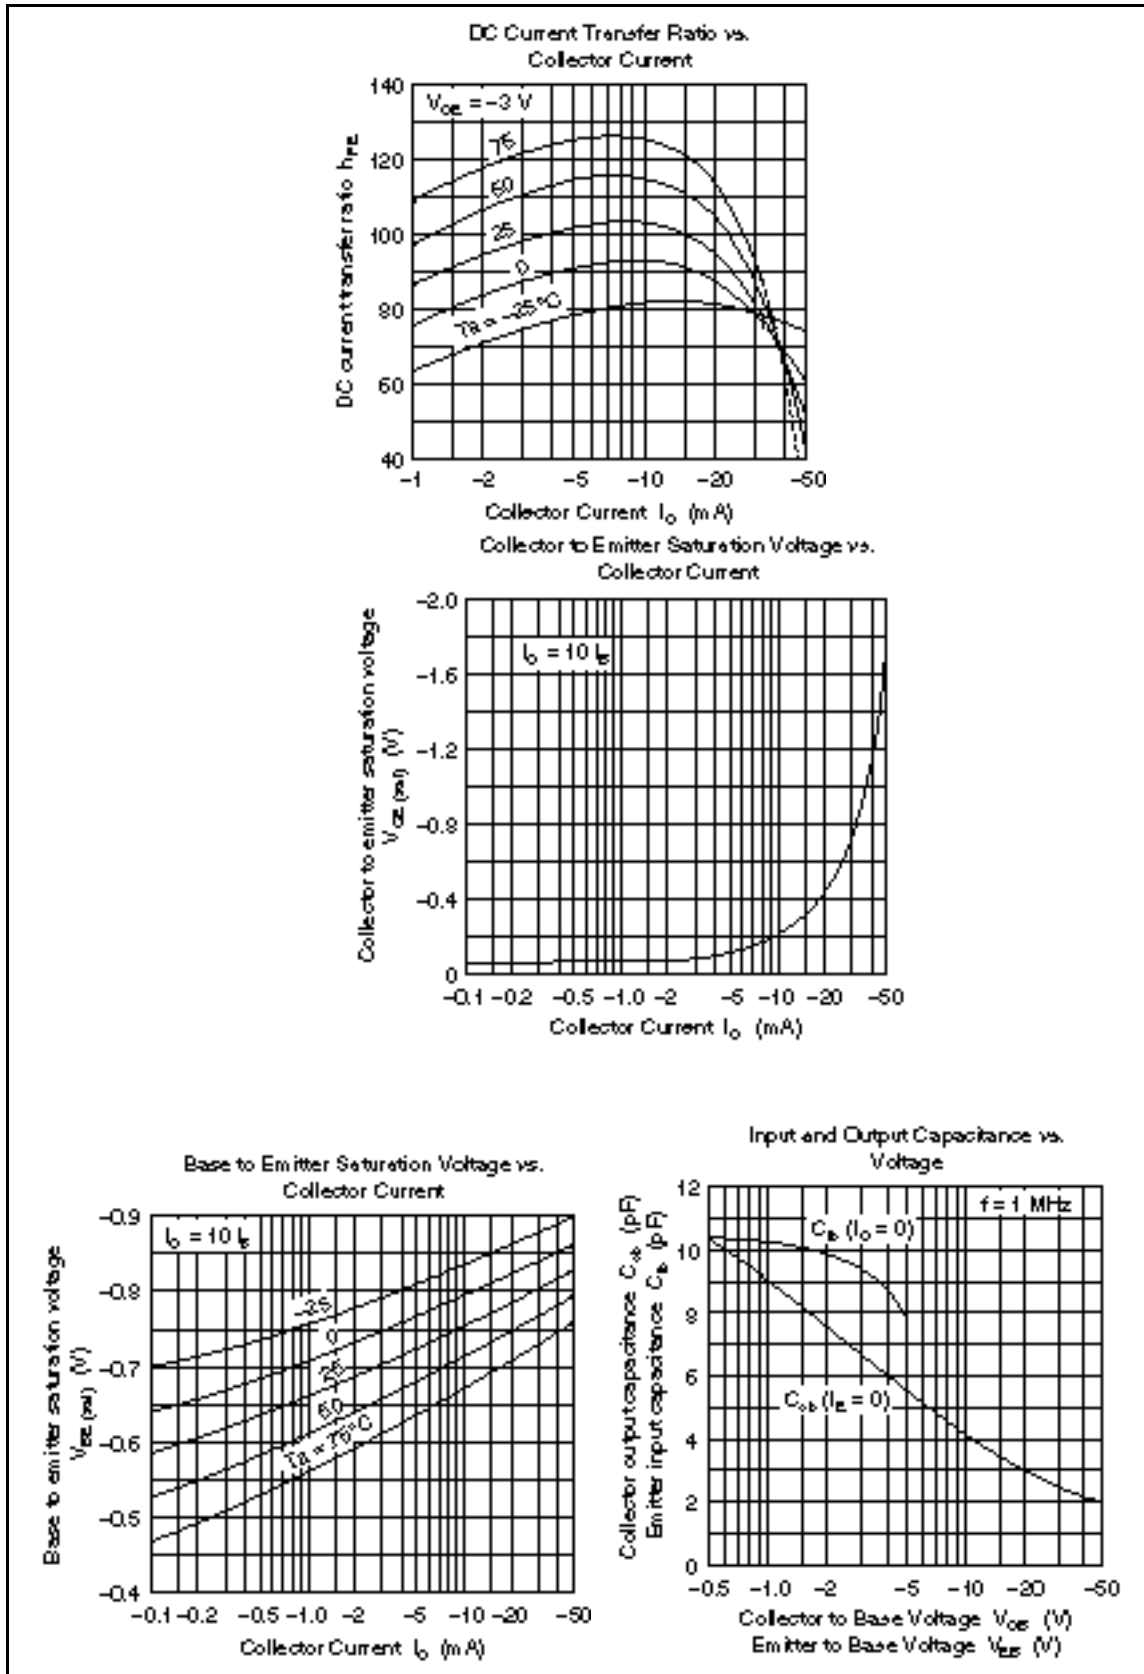 DC Current Transfer Ratio vs.
Collector Current
V_CE = –3 V
DC current transfer ratio h_FE
140
120
100
80
60
40
75
50
25
0
Ta = –25°C
–1 –2 –5 –10 –20 –50
Collector Current I_C (mA)
Collector to Emitter Saturation Voltage vs.
Collector Current
I_C = 10 I_B
Collector to emitter saturation voltage
V_CE (sat) (V)
–2.0
–1.6
–1.2
–0.8
–0.4
0
–0.1 –0.2 –0.5 –1.0 –2 –5 –10 –20 –50
Collector Current I_C (mA)
Base to Emitter Saturation Voltage vs.
Collector Current
I_C = 10 I_B
Base to emitter saturation voltage
V_BE (sat) (V)
–0.9
–0.8
–0.7
–0.6
–0.5
–0.4
–25
0
25
50
Ta = 75°C
–0.1 –0.2 –0.5 –1.0 –2 –5 –10 –20 –50
Collector Current I_C (mA)
Input and Output Capacitance vs.
Voltage
f = 1 MHz
C_ib (I_C = 0)
C_ob (I_E = 0)
Collector output capacitance C_ob (pF)
Emitter input capacitance C_ib (pF)
12
10
8
6
4
2
0
–0.5 –1.0 –2 –5 –10 –20 –50
Collector to Base Voltage V_CB (V)
Emitter to Base Voltage V_EB (V)